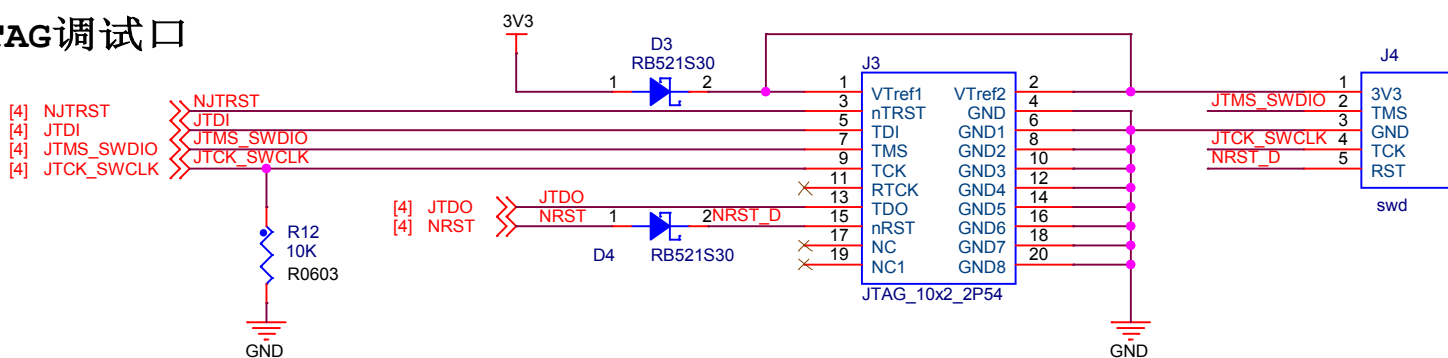 TAG调试口
3V3
D3
RB521S30
1
2
[4] NJTRST
[4] JTDI
[4] JTMS_SWDIO
[4] JTCK_SWCLK
NJTRST
JTDI
JTMS_SWDIO
JTCK_SWCLK
R12
10K
R0603
GND
[4] JTDO
[4] NRST
JTDO
NRST
1
2
NRST_D
D4
RB521S30
J3
1 VTref1 VTref2 2
3 nTRST GND 4
5 TDI GND1 6
7 TMS GND2 8
9 TCK GND3 10
11 RTCK GND4 12
13 TDO GND5 14
15 nRST GND6 16
17 NC GND7 18
19 NC1 GND8 20
JTAG_10x2_2P54
GND
J4
1 3V3
JTMS_SWDIO 2 TMS
3 GND
JTCK_SWCLK 4 TCK
NRST_D 5 RST
swd